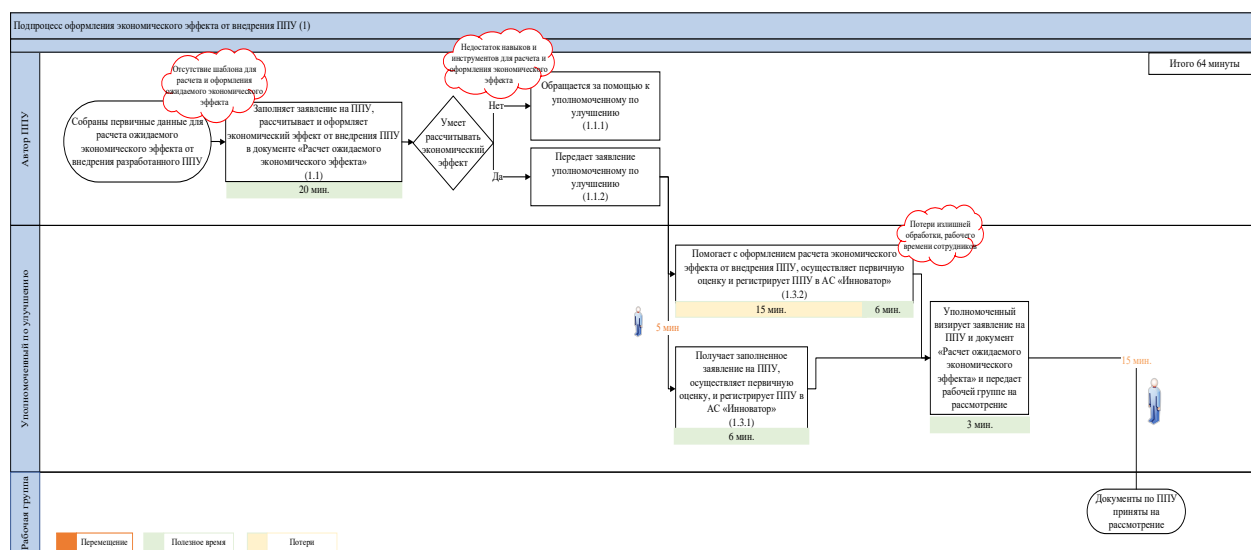 Подпроцесс оформления экономического эффекта от внедрения ППУ (1)
Итого 64 минуты
Автор ППУ
Отсутствие шаблона для
расчета и оформления
ожидаемого экономического
эффекта
Недостаток навыков и
инструментов для расчета и
оформления экономического
эффекта
Собраны первичные данные для
расчета ожидаемого
экономического эффекта от
внедрения разработанного ППУ
Заполняет заявление на ППУ,
рассчитывает и оформляет
экономический эффект от внедрения ППУ
в документе «Расчет ожидаемого
экономического эффекта»
(1.1)
20 мин.
Умеет
рассчитывать
экономический
эффект
Нет
Обращается за помощью к
уполномоченному по
улучшению
(1.1.1)
Да
Передает заявление
уполномоченному по
улучшению
(1.1.2)
Уполномоченный по улучшению
Потери излишней
обработки, рабочего
времени сотрудников
Помогает с оформлением расчета экономического
эффекта от внедрения ППУ, осуществляет первичную
оценку и регистрирует ППУ в АС «Инноватор»
(1.3.2)
15 мин.
6 мин.
5 мин
Получает заполненное
заявление на ППУ,
осуществляет первичную
оценку, и регистрирует ППУ в
АС «Инноватор»
(1.3.1)
6 мин.
Уполномоченный
визирует заявление на
ППУ и документ
«Расчет ожидаемого
экономического
эффекта» и передает
рабочей группе на
рассмотрение
3 мин.
15 мин.
Рабочая группа
Документы по ППУ
приняты на
рассмотрение
Перемещение
Полезное время
Потери